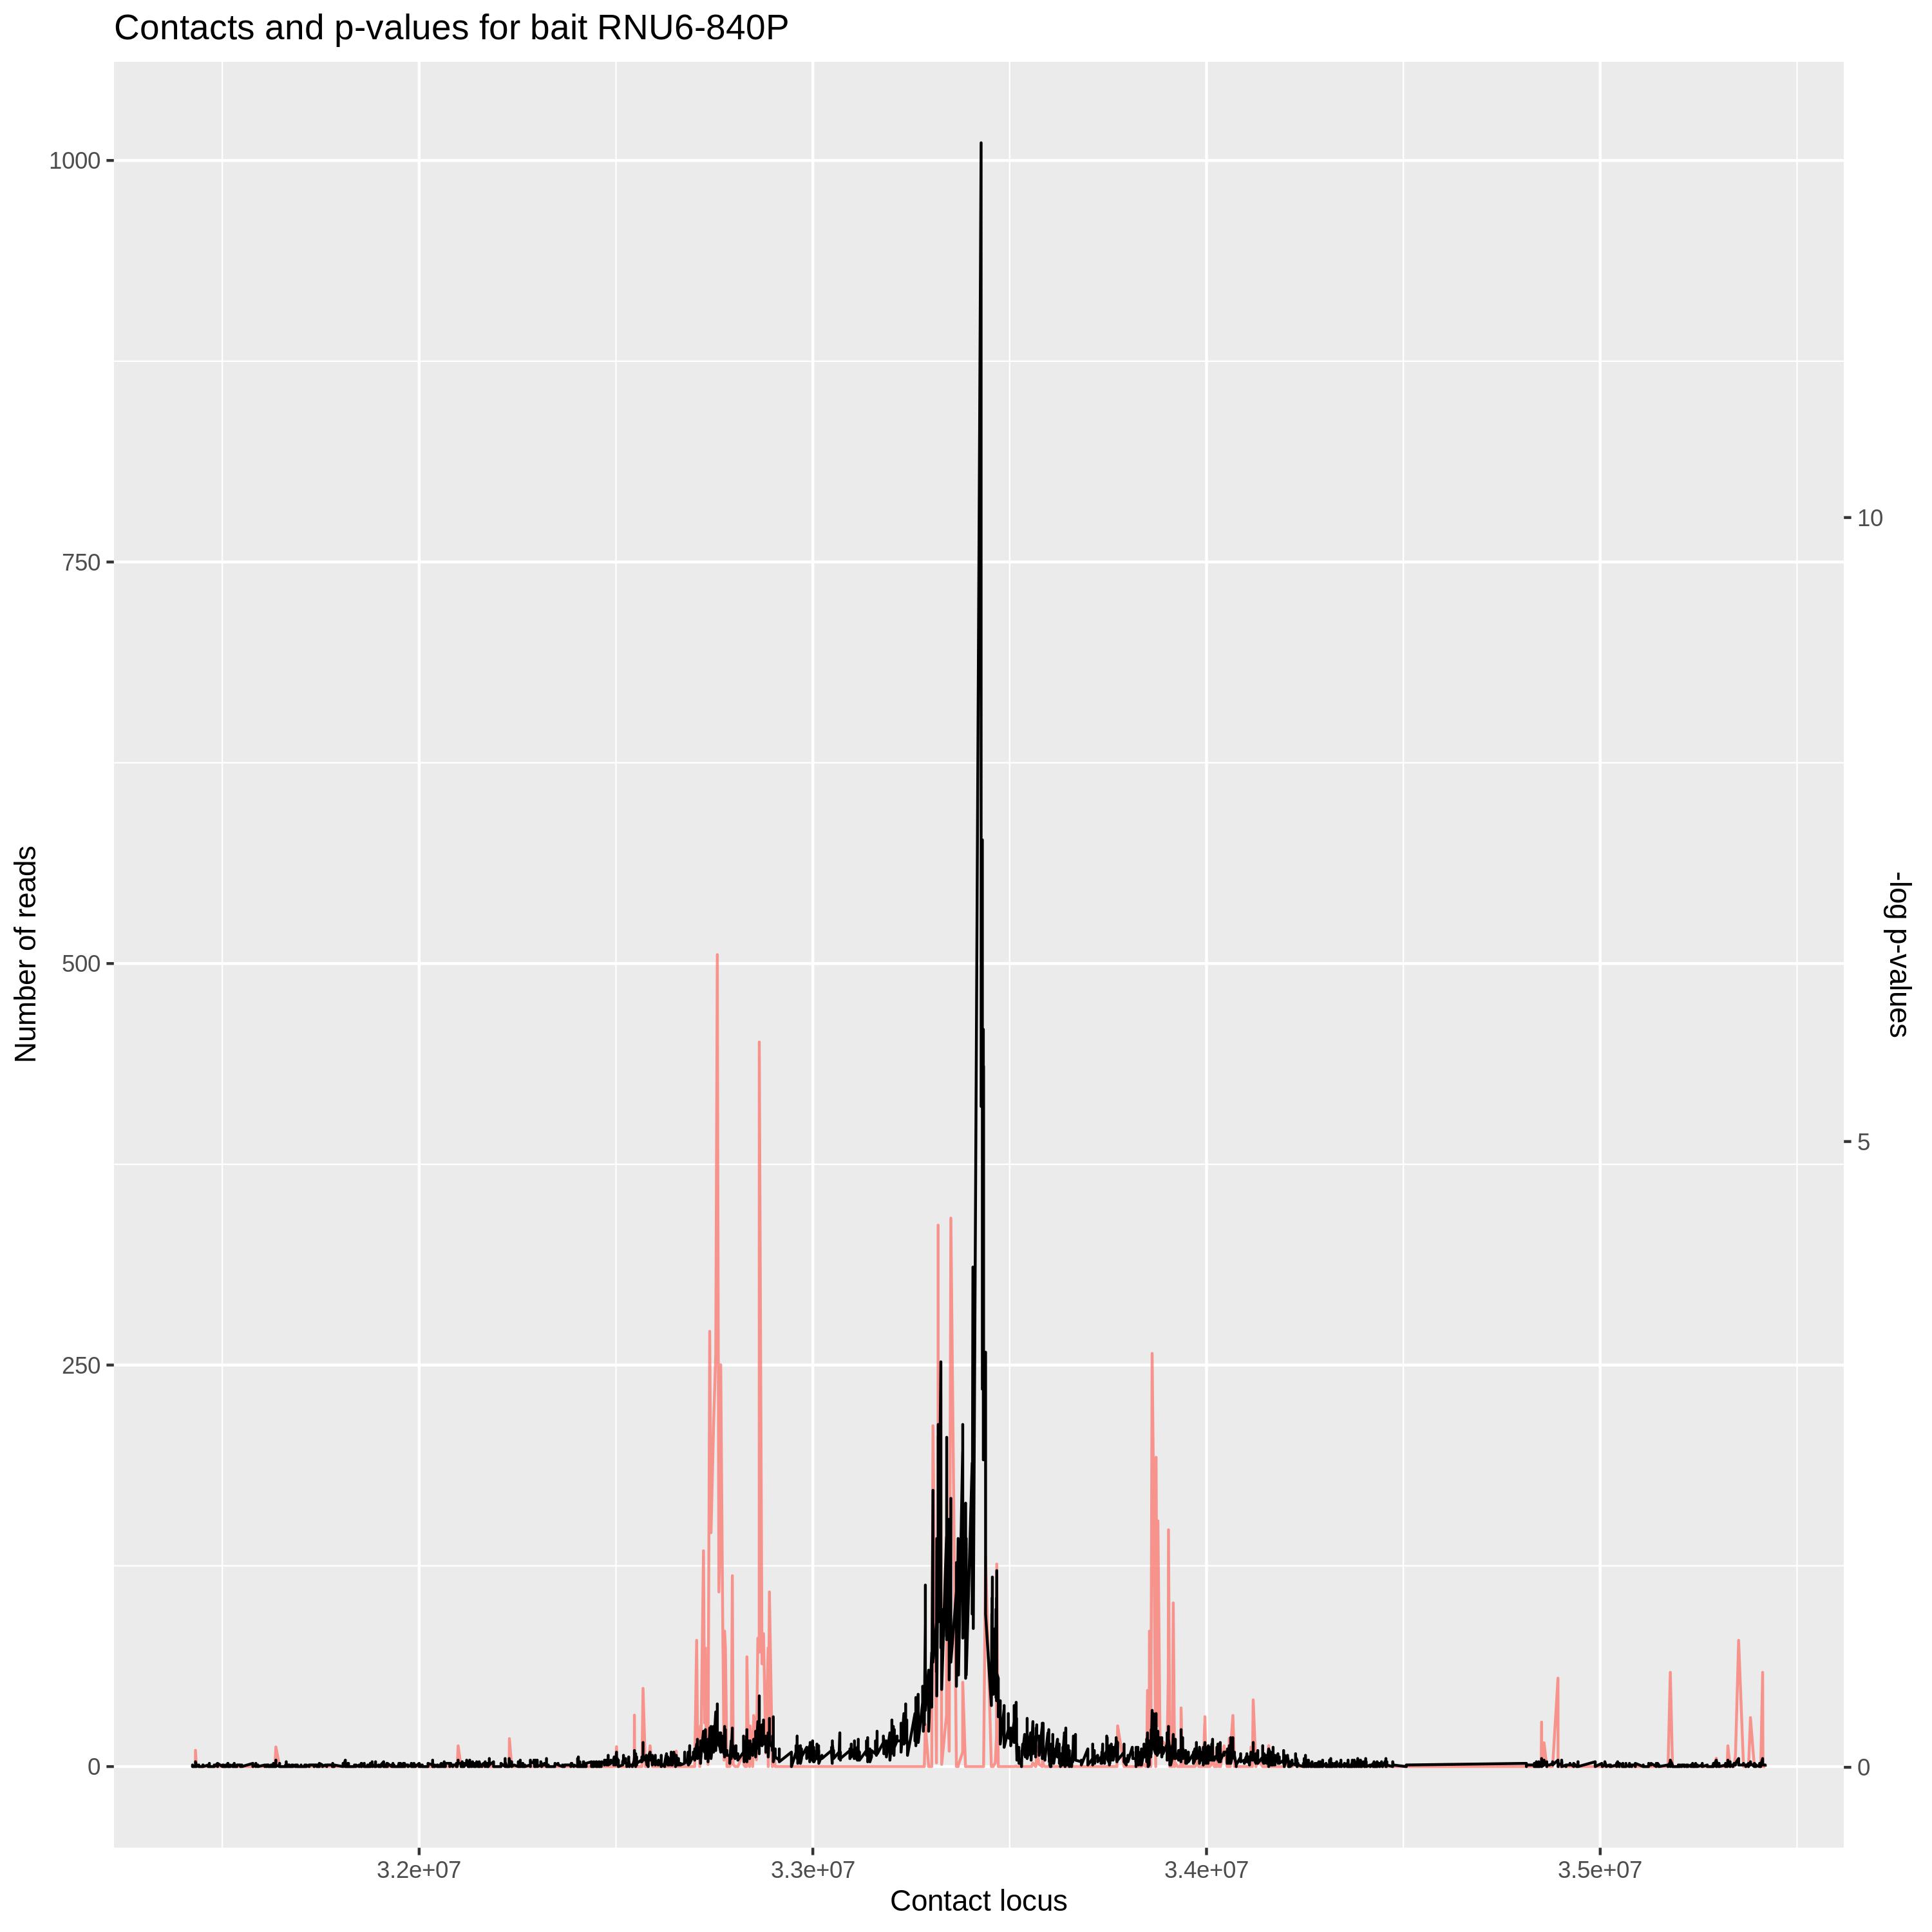 Contacts and p-values for bait RNU6-840P
1000
750
500
250
0
Number of reads
10
5
0
-log p-values
3.2e+07
3.3e+07
3.4e+07
3.5e+07
Contact locus